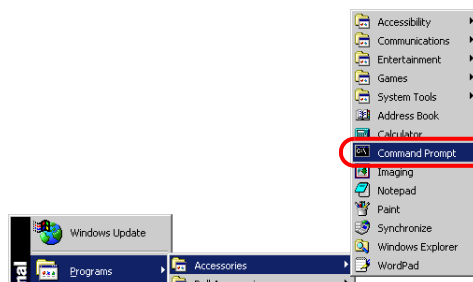 Accessibility
Communications
Entertainment
Games
System Tools
Address Book
Calculator
Command Prompt
Imaging
Notepad
Paint
Synchronize
Windows Explorer
WordPad
Windows Update
Programs
Accessories